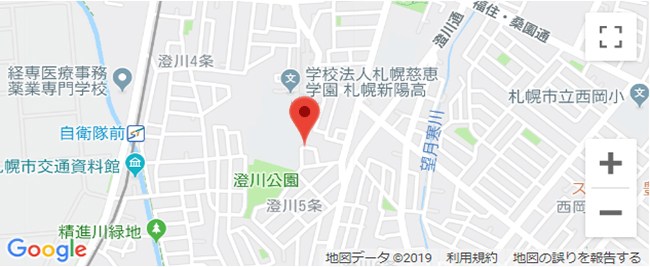 福住・桑園通
澄川通
澄川4条
経専医療事務
薬業専門学校
学校法人札幌慈恵
学園 札幌新陽高
札幌市立西岡小
自衛隊前
望月寒川
札幌市交通資料館
澄川公園
澄川5条
西岡
精進川緑地
Google
地図データ ©2019
利用規約
地図の誤りを報告する